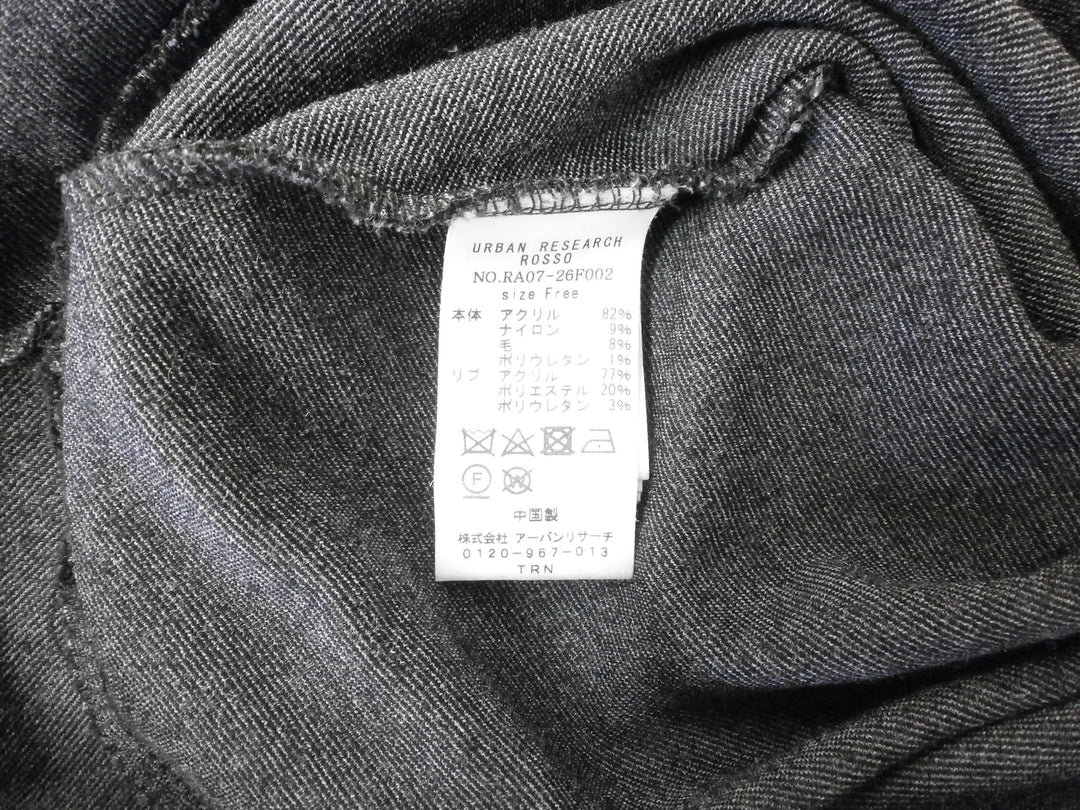 URBAN RESEARCH
ROSSO
NO.RA07-26F002
size Free
本体 アクリル 82%
ナイロン 9%
毛 8%
ポリウレタン 1%
リブ アクリル 77%
ポリエステル 20%
ポリウレタン 3%
F W
中国製
株式会社 アーバンリサーチ
0120-967-013
TRN